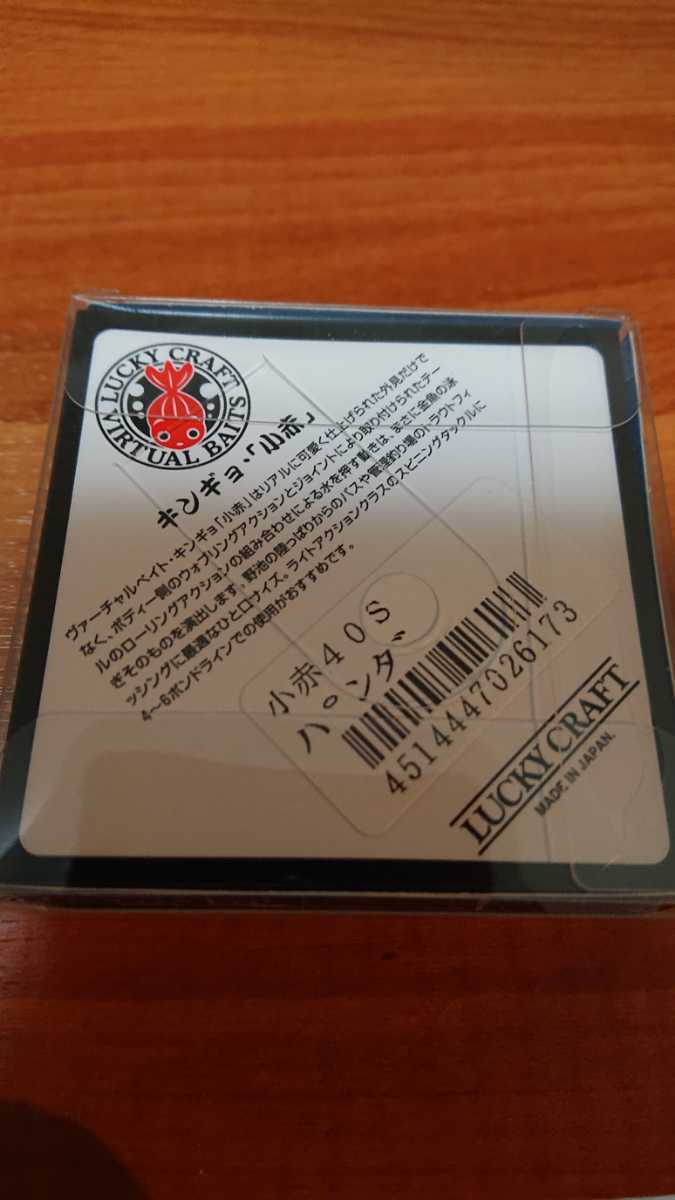 LUCKY CRAFT
VIRTUAL BAITS
キンギョ・「小赤」
ヴァーチャルベイト・キンギョ「小赤」はリアルに可愛く仕上げられた外見だけで
なく、ボディー側のウォブリングアクションとジョイントにより取り付けられたテー
ルのローリングアクションの組み合わせによる水を押す動きは、まさに金魚の泳
ぎそのものを演出します、野池の陸っぱりからのバスや管理釣り場のトラウトフィ
ッシングに最適なひと口ナイズ。ライトアクションクラスのスピニングタックルに
4〜6ポンドラインでの使用がおすすめです。
小赤40S
パンダ
4514447026173
LUCKY CRAFT
MADE IN JAPAN.